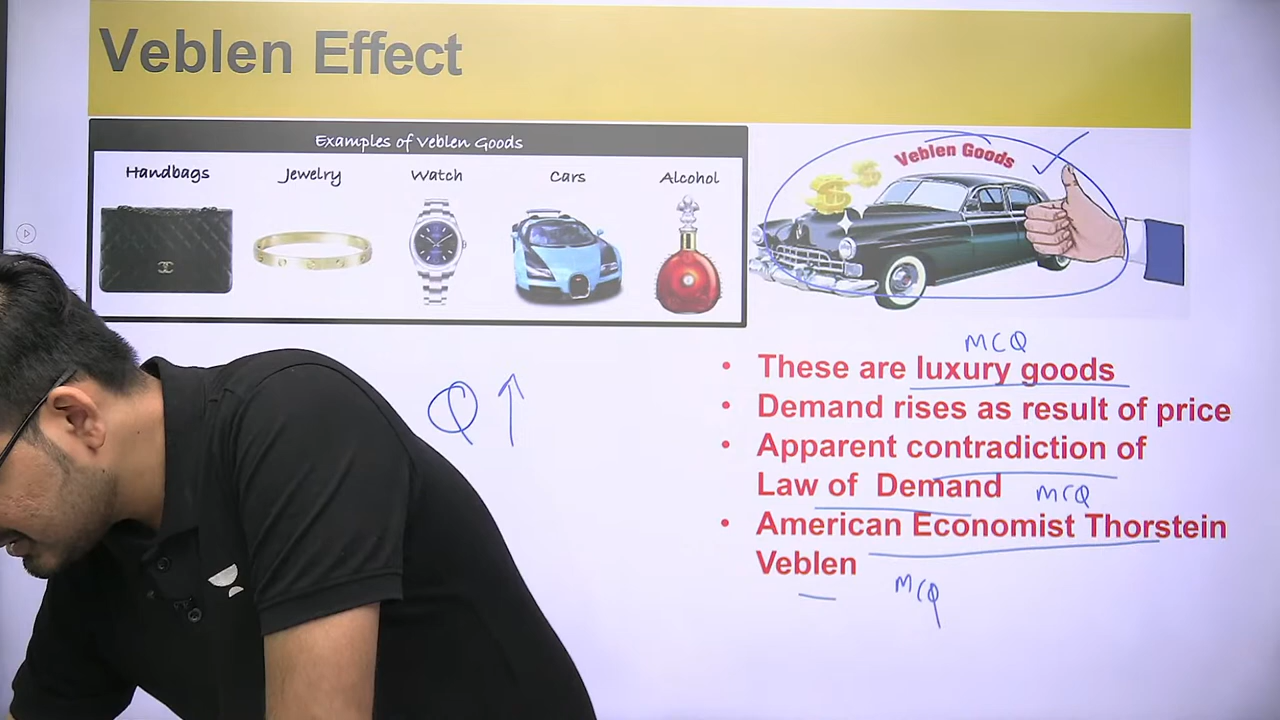 Veblen Effect
Examples of Veblen Goods
Handbags Jewelry Watch Cars Alcohol
Veblen Goods
MCQ
• These are luxury goods
• Demand rises as result of price
• Apparent contradiction of
Law of Demand MCQ
• American Economist Thorstein
Veblen
MCQ
Q ↑